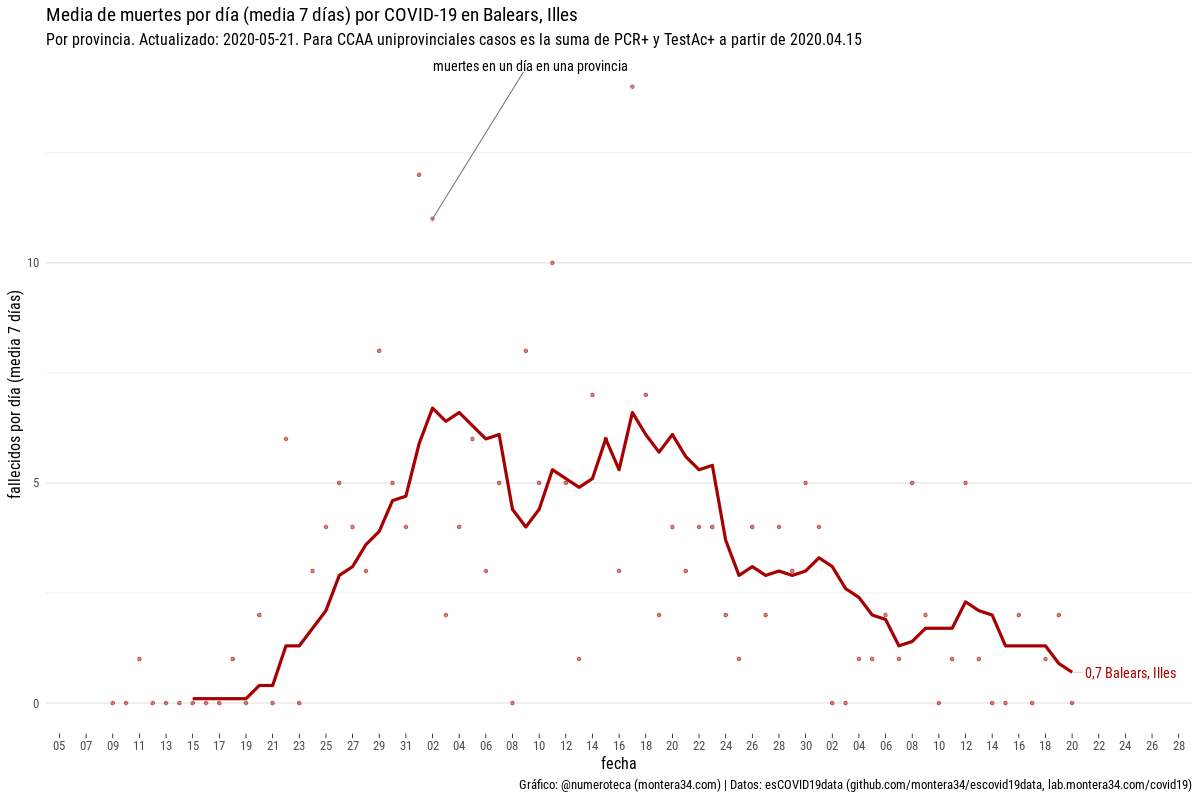 Media de muertes por día (media 7 días) por COVID-19 en Balears, Illes
Por provincia. Actualizado: 2020-05-21. Para CCAA uniprovinciales casos es la suma de PCR+ y TestAc+ a partir de 2020.04.15
muertes en un día en una provincia
fallecidos por día (media 7 días)
10
5
0
0,7 Balears, Illes
05 07 09 11 13 15 17 19 21 23 25 27 29 31 02 04 06 08 10 12 14 16 18 20 22 24 26 28 30 02 04 06 08 10 12 14 16 18 20 22 24 26 28
fecha
Gráfico: @numeroteca (montera34.com) | Datos: esCOVID19data (github.com/montera34/escovid19data, lab.montera34.com/covid19)